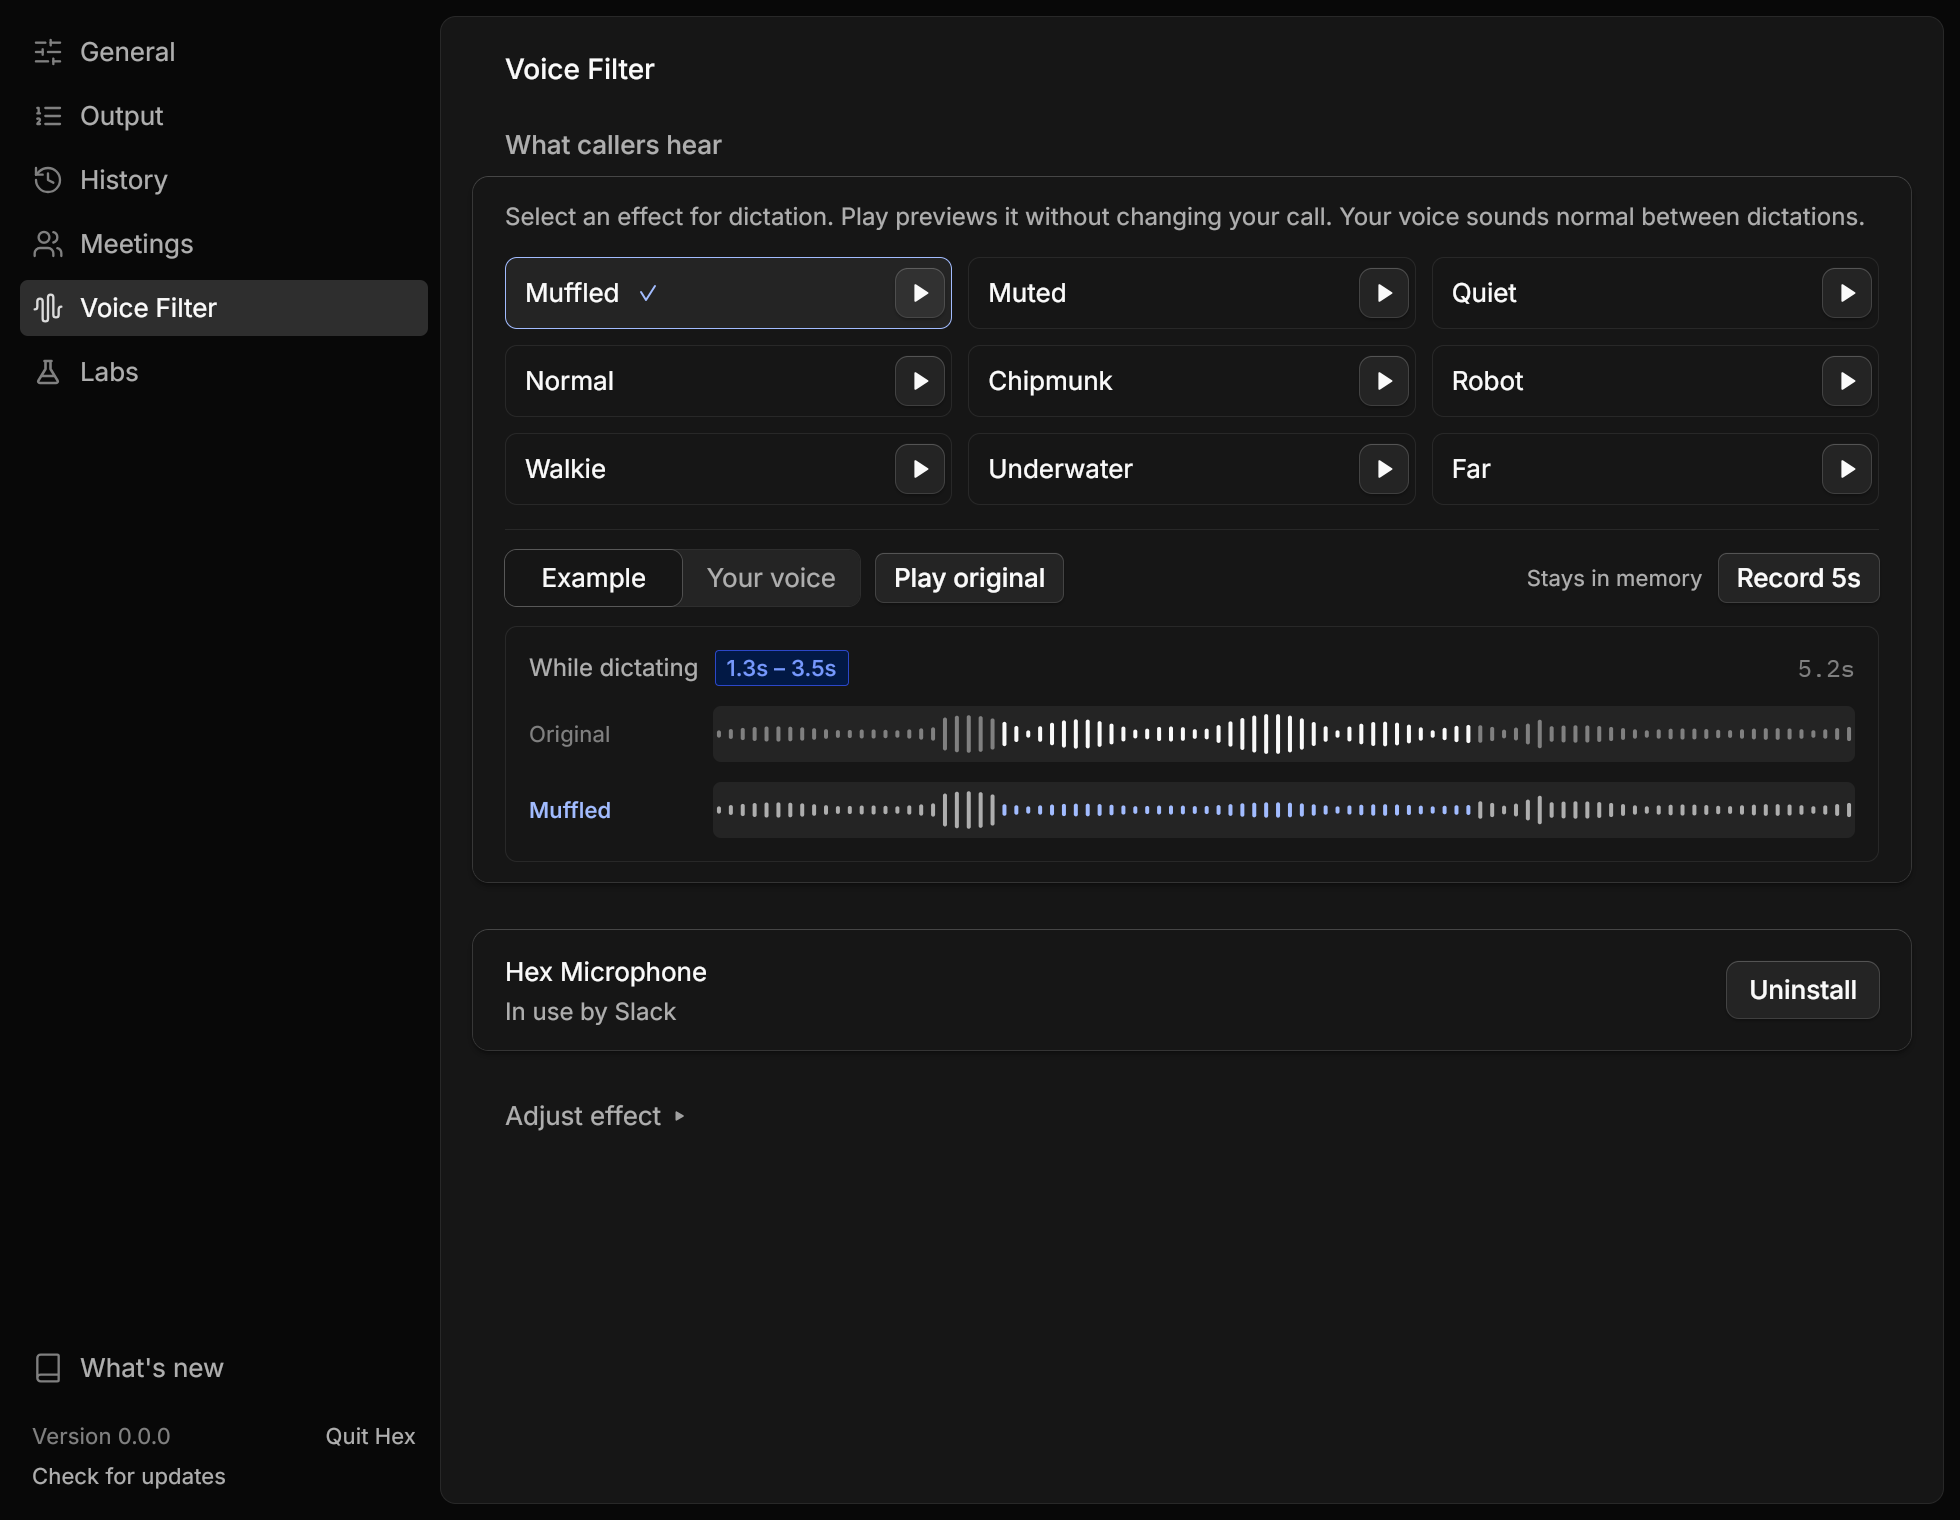 General
Output
History
Meetings
Voice Filter
Labs
What's new
Version 0.0.0
Quit Hex
Check for updates
Voice Filter
What callers hear
Select an effect for dictation. Play previews it without changing your call. Your voice sounds normal between dictations.
Muffled
Muted
Quiet
Normal
Chipmunk
Robot
Walkie
Underwater
Far
Example
Your voice
Play original
Stays in memory
Record 5s
While dictating
1.3s – 3.5s
5.2s
Original
Muffled
Hex Microphone
In use by Slack
Uninstall
Adjust effect